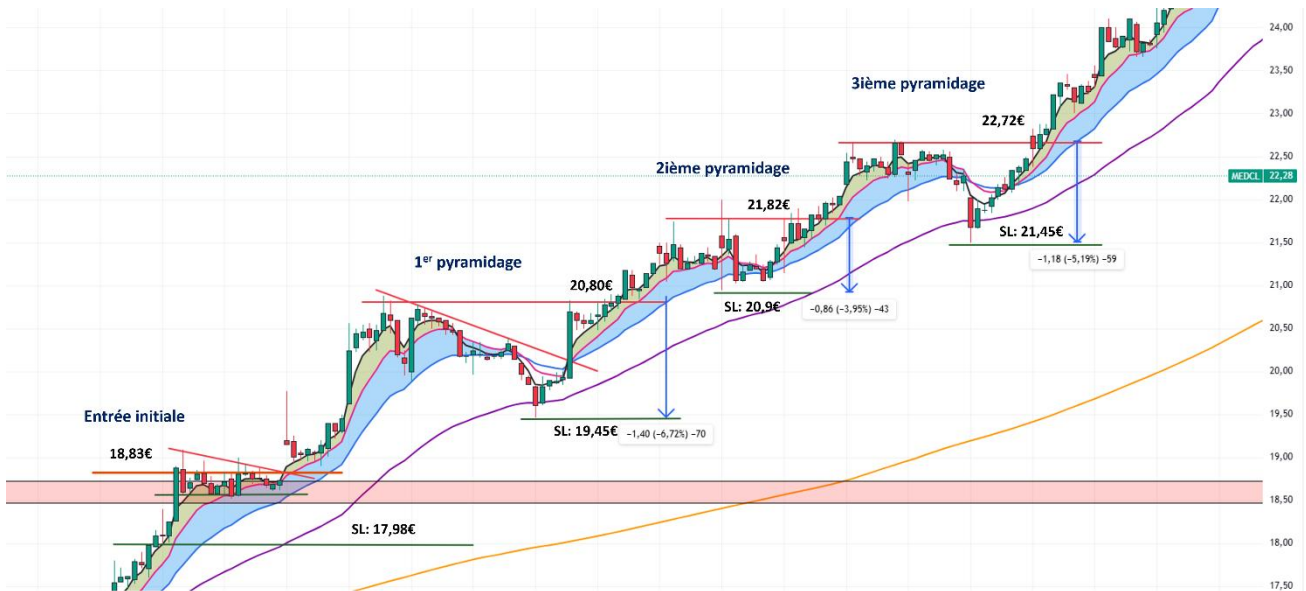 24,00
23,50
3ième pyramidage
23,00
22,72€
22,50
MEDCL 22,28
2ième pyramidage
22,00
21,82€
SL: 21,45€
21,50
-1,18 (-5,19%) -59
1er pyramidage
21,00
20,80€
SL: 20,9€
-0,86 (-3,95%) -43
20,50
20,00
19,50
Entrée initiale
SL: 19,45€
-1,40 (-6,72%) -70
18,83€
19,00
18,50
SL: 17,98€
18,00
17,50